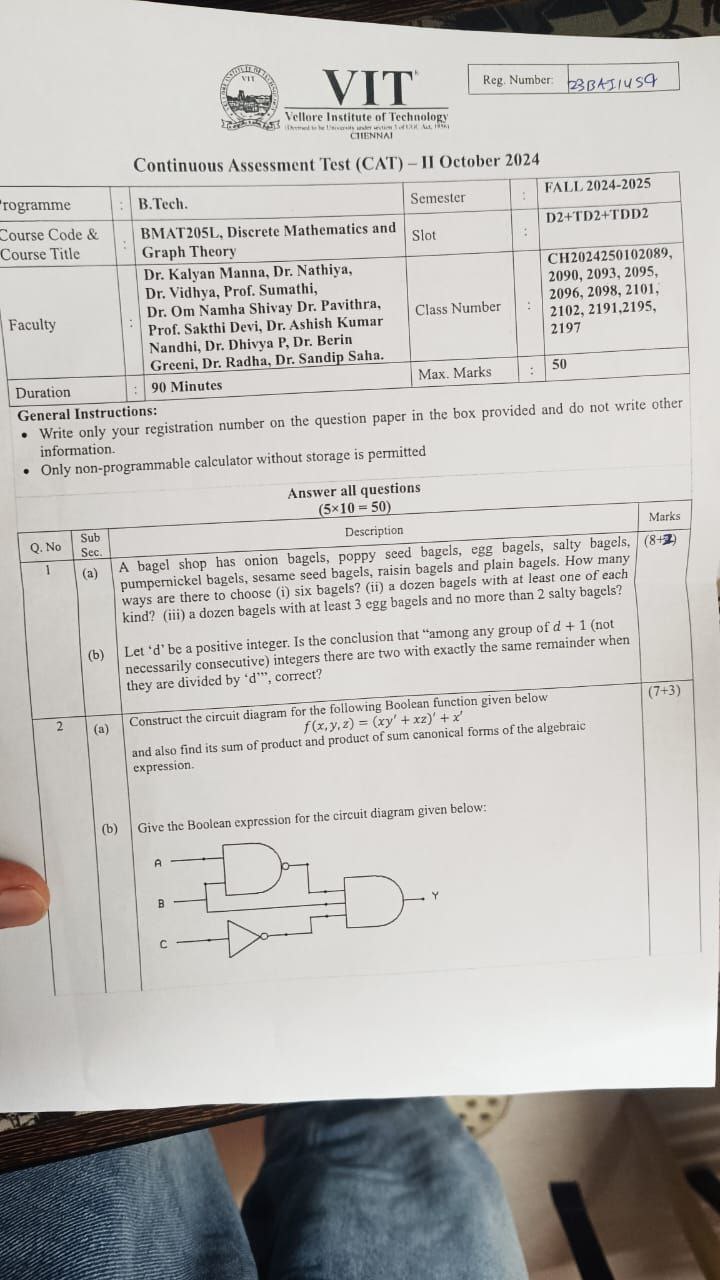 VIT
Vellore Institute of Technology
(Deemed to be University under section 3 of UGC Act, 1956)
CHENNAI
Reg. Number: 23BAI1459
Continuous Assessment Test (CAT) – II October 2024
Programme : B.Tech. Semester : FALL 2024-2025
Course Code & Course Title : BMAT205L, Discrete Mathematics and Graph Theory Slot : D2+TD2+TDD2
Faculty : Dr. Kalyan Manna, Dr. Nathiya,
Dr. Vidhya, Prof. Sumathi,
Dr. Om Namha Shivay Dr. Pavithra,
Prof. Sakthi Devi, Dr. Ashish Kumar
Nandhi, Dr. Dhivya P, Dr. Berin
Greeni, Dr. Radha, Dr. Sandip Saha.
Class Number : CH2024250102089,
2090, 2093, 2095,
2096, 2098, 2101,
2102, 2191,2195,
2197
Duration : 90 Minutes Max. Marks : 50
General Instructions:
• Write only your registration number on the question paper in the box provided and do not write other
information.
• Only non-programmable calculator without storage is permitted
Answer all questions
(5×10 = 50)
Q. No Sub Sec. Description Marks
1 (a) A bagel shop has onion bagels, poppy seed bagels, egg bagels, salty bagels, (8+2)
pumpernickel bagels, sesame seed bagels, raisin bagels and plain bagels. How many
ways are there to choose (i) six bagels? (ii) a dozen bagels with at least one of each
kind? (iii) a dozen bagels with at least 3 egg bagels and no more than 2 salty bagels?
(b) Let ‘d’ be a positive integer. Is the conclusion that “among any group of d + 1 (not
necessarily consecutive) integers there are two with exactly the same remainder when
they are divided by ‘d’”, correct?
2 (a) Construct the circuit diagram for the following Boolean function given below (7+3)
f(x, y, z) = (xy′ + xz)′ + x′
and also find its sum of product and product of sum canonical forms of the algebraic
expression.
(b) Give the Boolean expression for the circuit diagram given below:
A
B
C
Y